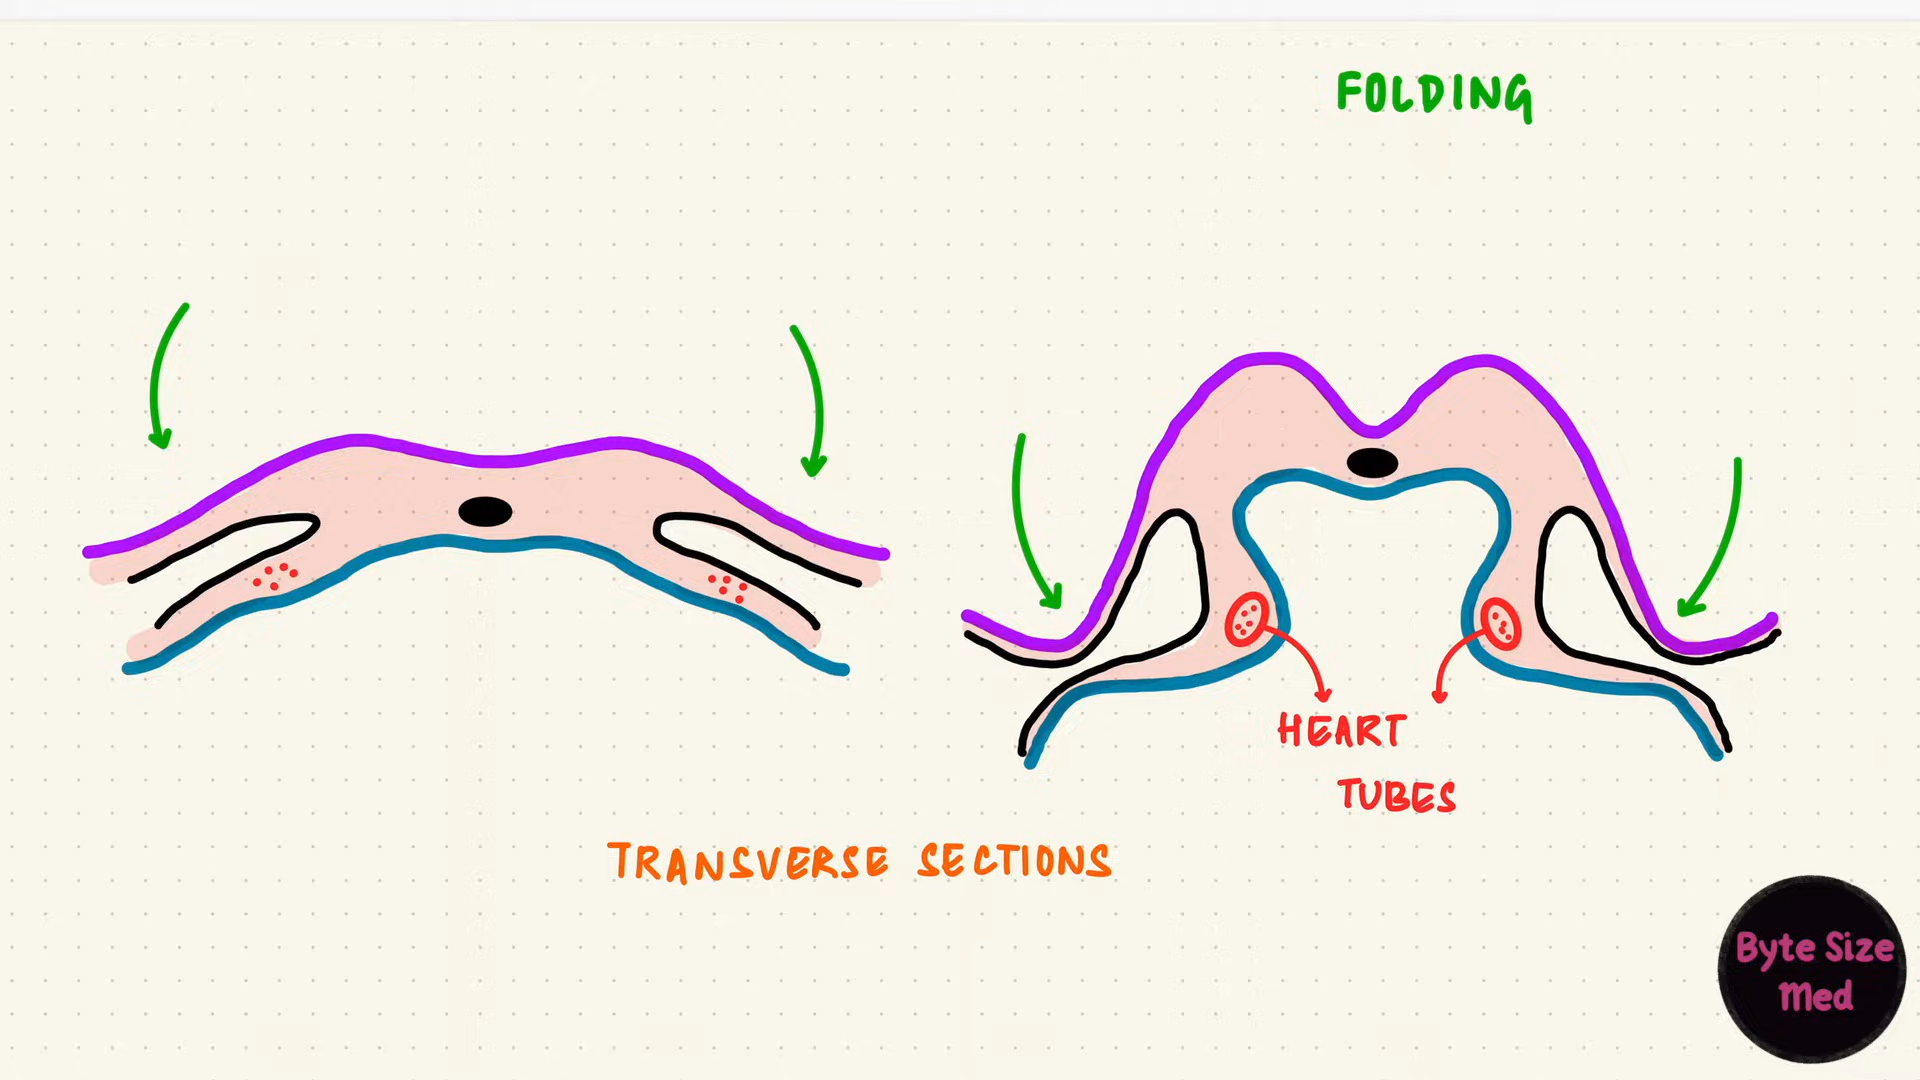 FOLDING
HEART
TUBES
TRANSVERSE SECTIONS
Byte Size
Med